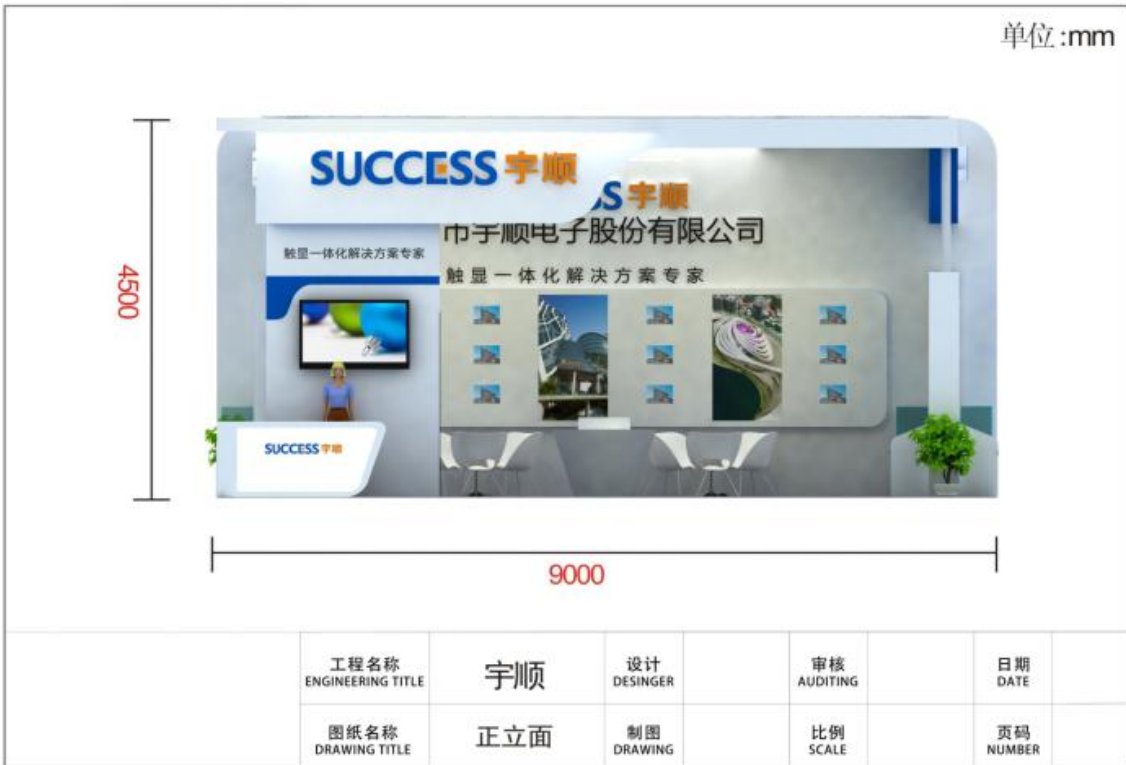 单位:mm
SUCCESS 宇顺
SS 宇顺
市宇顺电子股份有限公司
触显一体化解决方案专家
触显一体化解决方案专家
SUCCESS 宇顺
4500
9000
工程名称
ENGINEERING TITLE
宇顺
设计
DESINGER
审核
AUDITING
日期
DATE
图纸名称
DRAWING TITLE
正立面
制图
DRAWING
比例
SCALE
页码
NUMBER